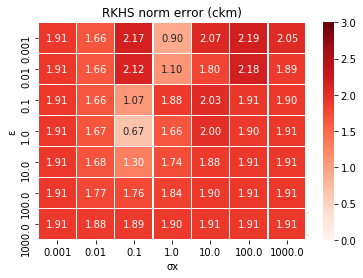 RKHS norm error (ckm)
0.001 1.91 1.66 2.17 0.90 2.07 2.19 2.05
0.01 1.91 1.66 2.12 1.10 1.80 2.18 1.89
0.1 1.91 1.66 1.07 1.88 2.03 1.91 1.90
1.0 1.91 1.67 0.67 1.66 2.00 1.90 1.91
10.0 1.91 1.68 1.30 1.74 1.88 1.91 1.91
100.0 1.91 1.77 1.76 1.84 1.90 1.91 1.91
1000.0 1.91 1.88 1.89 1.90 1.91 1.91 1.91
0.001 0.01 0.1 1.0 10.0 100.0 1000.0
σx
ε
3.0
2.5
2.0
1.5
1.0
0.5
0.0